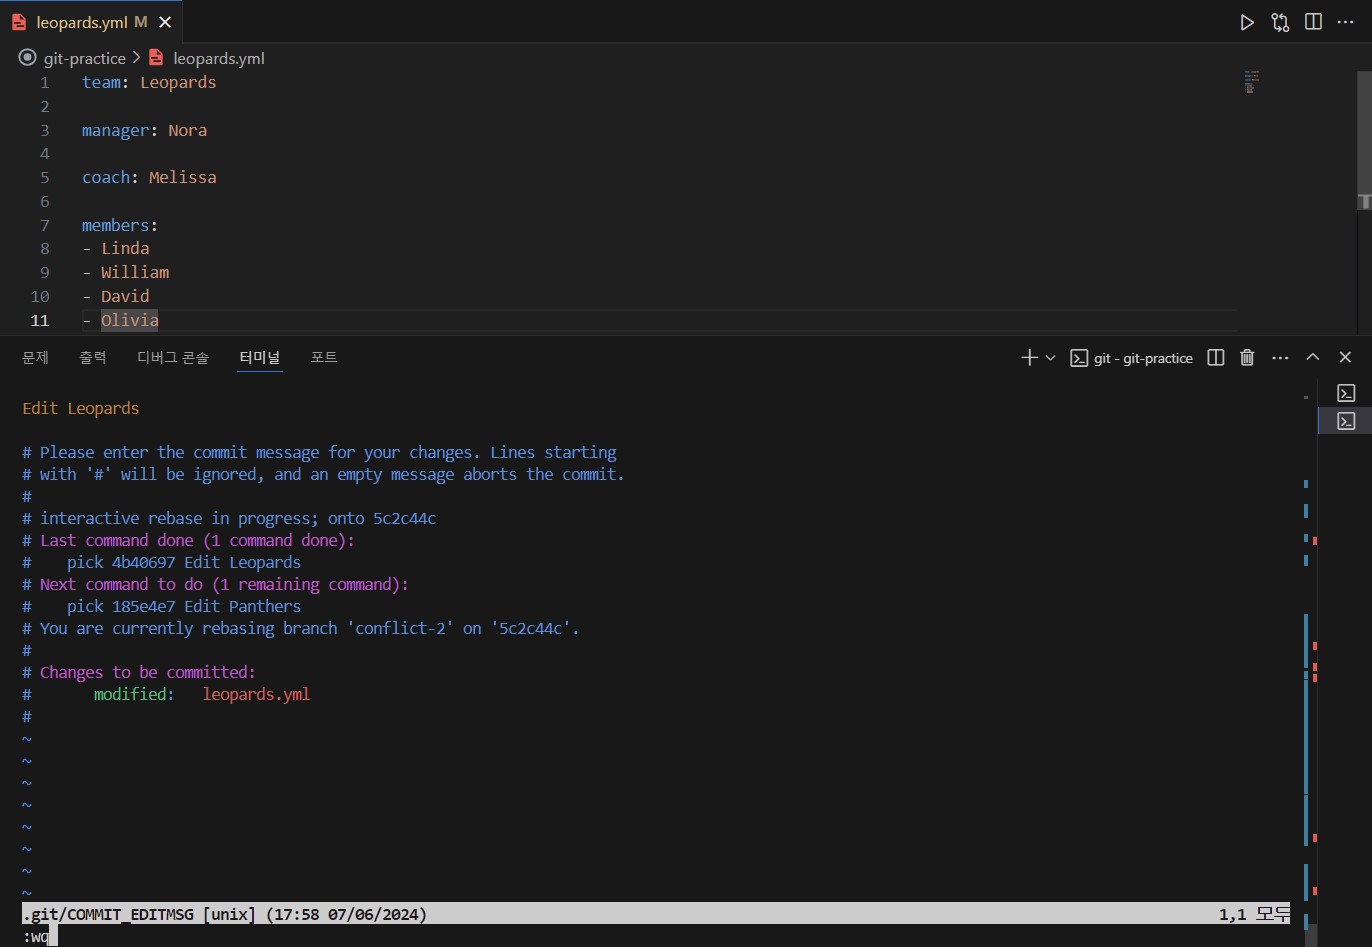 leopards.yml M
git-practice > leopards.yml
1 team: Leopards
2
3 manager: Nora
4
5 coach: Melissa
6
7 members:
8 - Linda
9 - William
10 - David
11 - Olivia
문제 출력 디버그 콘솔 터미널 포트 git - git-practice
Edit Leopards
# Please enter the commit message for your changes. Lines starting
# with '#' will be ignored, and an empty message aborts the commit.
#
# interactive rebase in progress; onto 5c2c44c
# Last command done (1 command done):
#    pick 4b40697 Edit Leopards
# Next command to do (1 remaining command):
#    pick 185e4e7 Edit Panthers
# You are currently rebasing branch 'conflict-2' on '5c2c44c'.
#
# Changes to be committed:
#       modified:   leopards.yml
#
~
~
~
~
~
~
~
~
.git/COMMIT_EDITMSG [unix] (17:58 07/06/2024) 1,1 모두
:wq